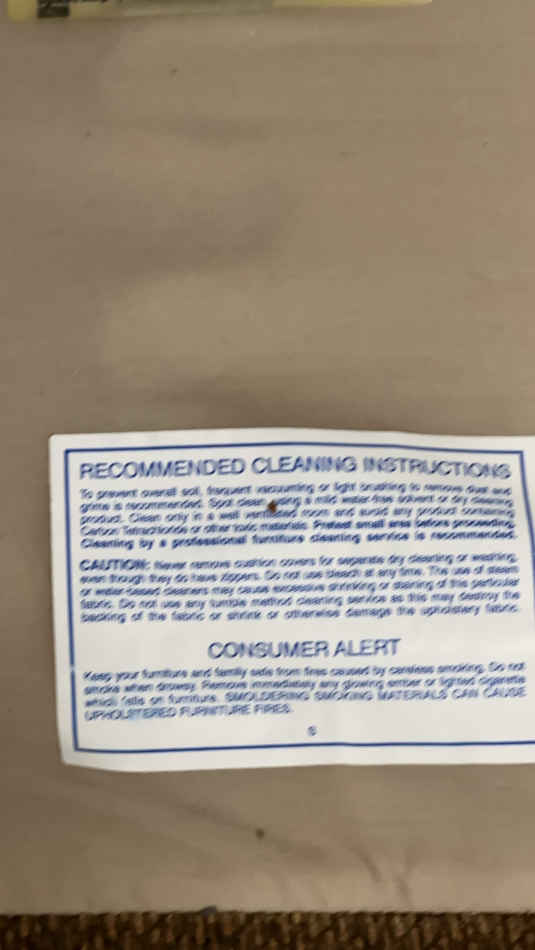 RECOMMENDED CLEANING INSTRUCTIONS
To prevent overall soil, frequent vacuuming or light brushing to remove dust and
grime is recommended. Spot clean using a mild water-free solvent or dry cleaning
product. Clean only in a well ventilated room and avoid any product containing
Carbon Tetrachloride or other toxic materials. Pretest small area before proceeding.
Cleaning by a professional furniture cleaning service is recommended.
CAUTION: Never remove cushion covers for separate dry cleaning or washing,
even though they do have zippers. Do not use bleach at any time. The use of steam
or water-based cleaners may cause excessive shrinking or staining of this particular
fabric. Do not use any tumble method cleaning service as this may destroy the
backing of the fabric or shrink or otherwise damage the upholstery fabric.
CONSUMER ALERT
Keep your furniture and family safe from fires caused by careless smoking. Do not
smoke when drowsy. Remove immediately any glowing ember or lighted cigarette
which falls on furniture. SMOLDERING SMOKING MATERIALS CAN CAUSE
UPHOLSTERED FURNITURE FIRES.
S